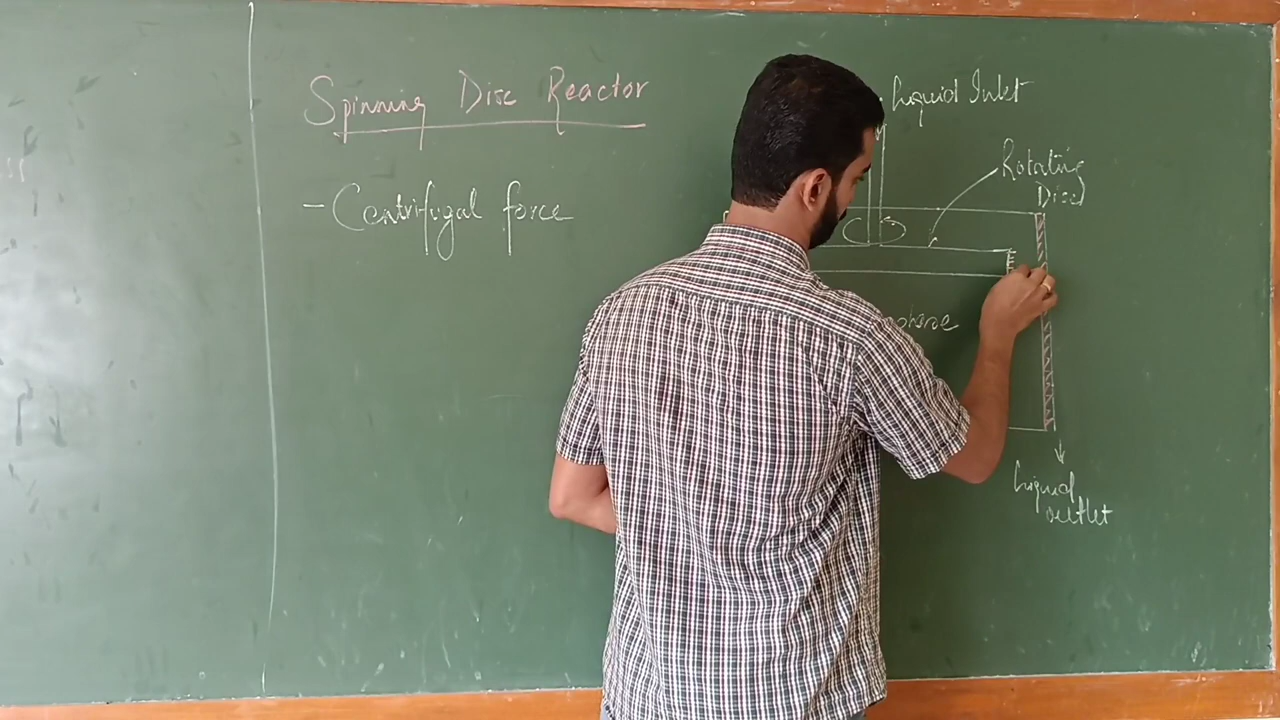 Spinning Disc Reactor
- Centrifugal force
Liquid Inlet
Rotating
Disc
Liquid
outlet